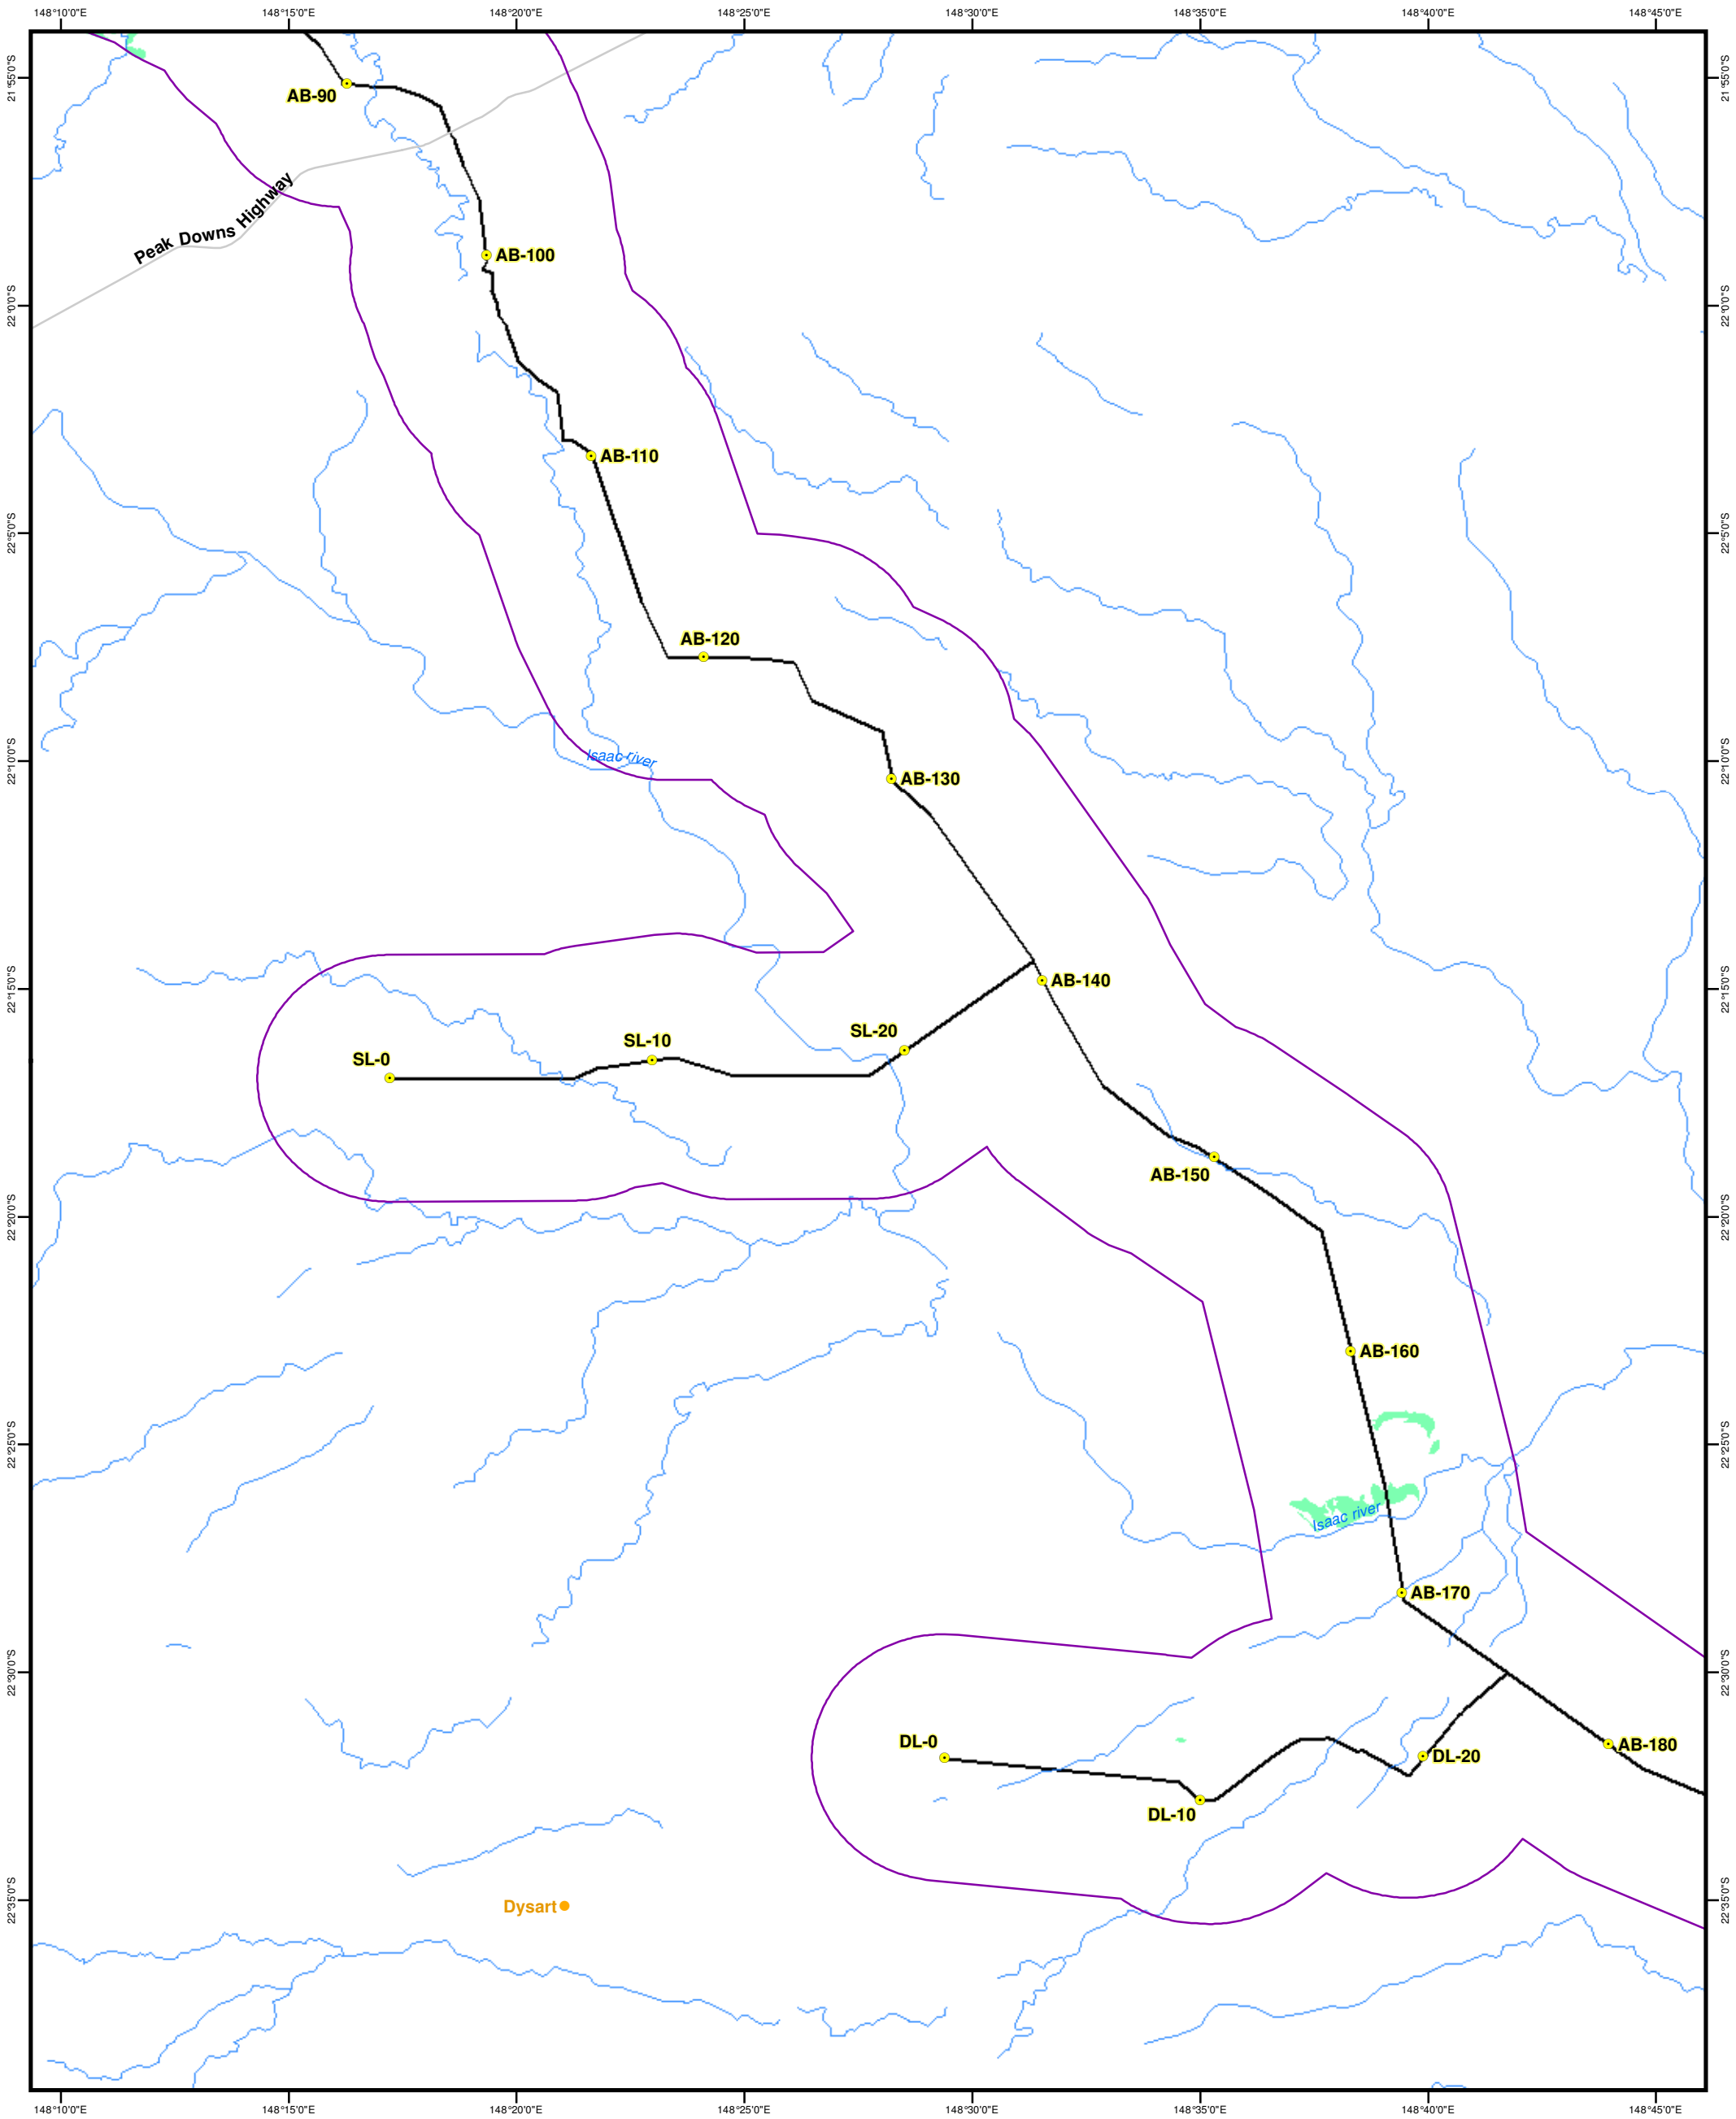 148°10'0"E 148°15'0"E 148°20'0"E 148°25'0"E 148°30'0"E 148°35'0"E 148°40'0"E 148°45'0"E
21°55'0"S 21°55'0"S
AB-90
Peak Downs Highway
AB-100
22°0'0"S 22°0'0"S
AB-110
22°5'0"S 22°5'0"S
AB-120
Isaac river
22°10'0"S 22°10'0"S
AB-130
AB-140
22°15'0"S 22°15'0"S
SL-20
SL-10
SL-0
AB-150
22°20'0"S 22°20'0"S
AB-160
22°25'0"S 22°25'0"S
Isaac river
AB-170
22°30'0"S 22°30'0"S
DL-0
AB-180
DL-20
DL-10
22°35'0"S 22°35'0"S
Dysart
148°10'0"E 148°15'0"E 148°20'0"E 148°25'0"E 148°30'0"E 148°35'0"E 148°40'0"E 148°45'0"E